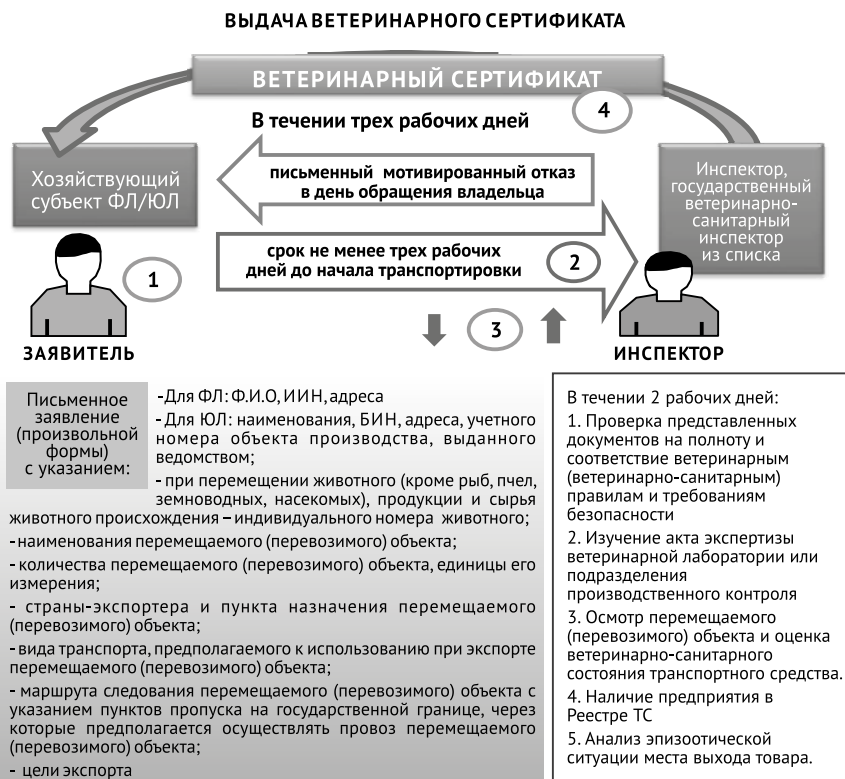 ВЫДАЧА ВЕТЕРИНАРНОГО СЕРТИФИКАТА
ВЕТЕРИНАРНЫЙ СЕРТИФИКАТ
4
В течении трех рабочих дней
Хозяйствующий
субъект ФЛ/ЮЛ
письменный мотивированный отказ
в день обращения владельца
Инспектор,
государственный
ветеринарно-
санитарный
инспектор
из списка
срок не менее трех рабочих
дней до начала транспортировки
2
1
3
ЗАЯВИТЕЛЬ
ИНСПЕКТОР
Письменное
заявление
(произвольной
формы)
с указанием:
-Для ФЛ: Ф.И.О, ИИН, адреса
- Для ЮЛ: наименования, БИН, адреса, учетного
номера объекта производства, выданного
ведомством;
- при перемещении животного (кроме рыб, пчел,
земноводных, насекомых), продукции и сырья
животного происхождения – индивидуального номера животного;
- наименования перемещаемого (перевозимого) объекта;
- количества перемещаемого (перевозимого) объекта, единицы его
измерения;
- страны-экспортера и пункта назначения перемещаемого
(перевозимого) объекта;
- вида транспорта, предполагаемого к использованию при экспорте
перемещаемого (перевозимого) объекта;
- маршрута следования перемещаемого (перевозимого) объекта с
указанием пунктов пропуска на государственной границе, через
которые предполагается осуществлять провоз перемещаемого
(перевозимого) объекта;
- цели экспорта
В течении 2 рабочих дней:
1. Проверка представленных
документов на полноту и
соответствие ветеринарным
(ветеринарно-санитарным)
правилам и требованиям
безопасности
2. Изучение акта экспертизы
ветеринарной лаборатории или
подразделения
производственного контроля
3. Осмотр перемещаемого
(перевозимого) объекта и оценка
ветеринарно-санитарного
состояния транспортного средства.
4. Наличие предприятия в
Реестре ТС
5. Анализ эпизоотической
ситуации места выхода товара.